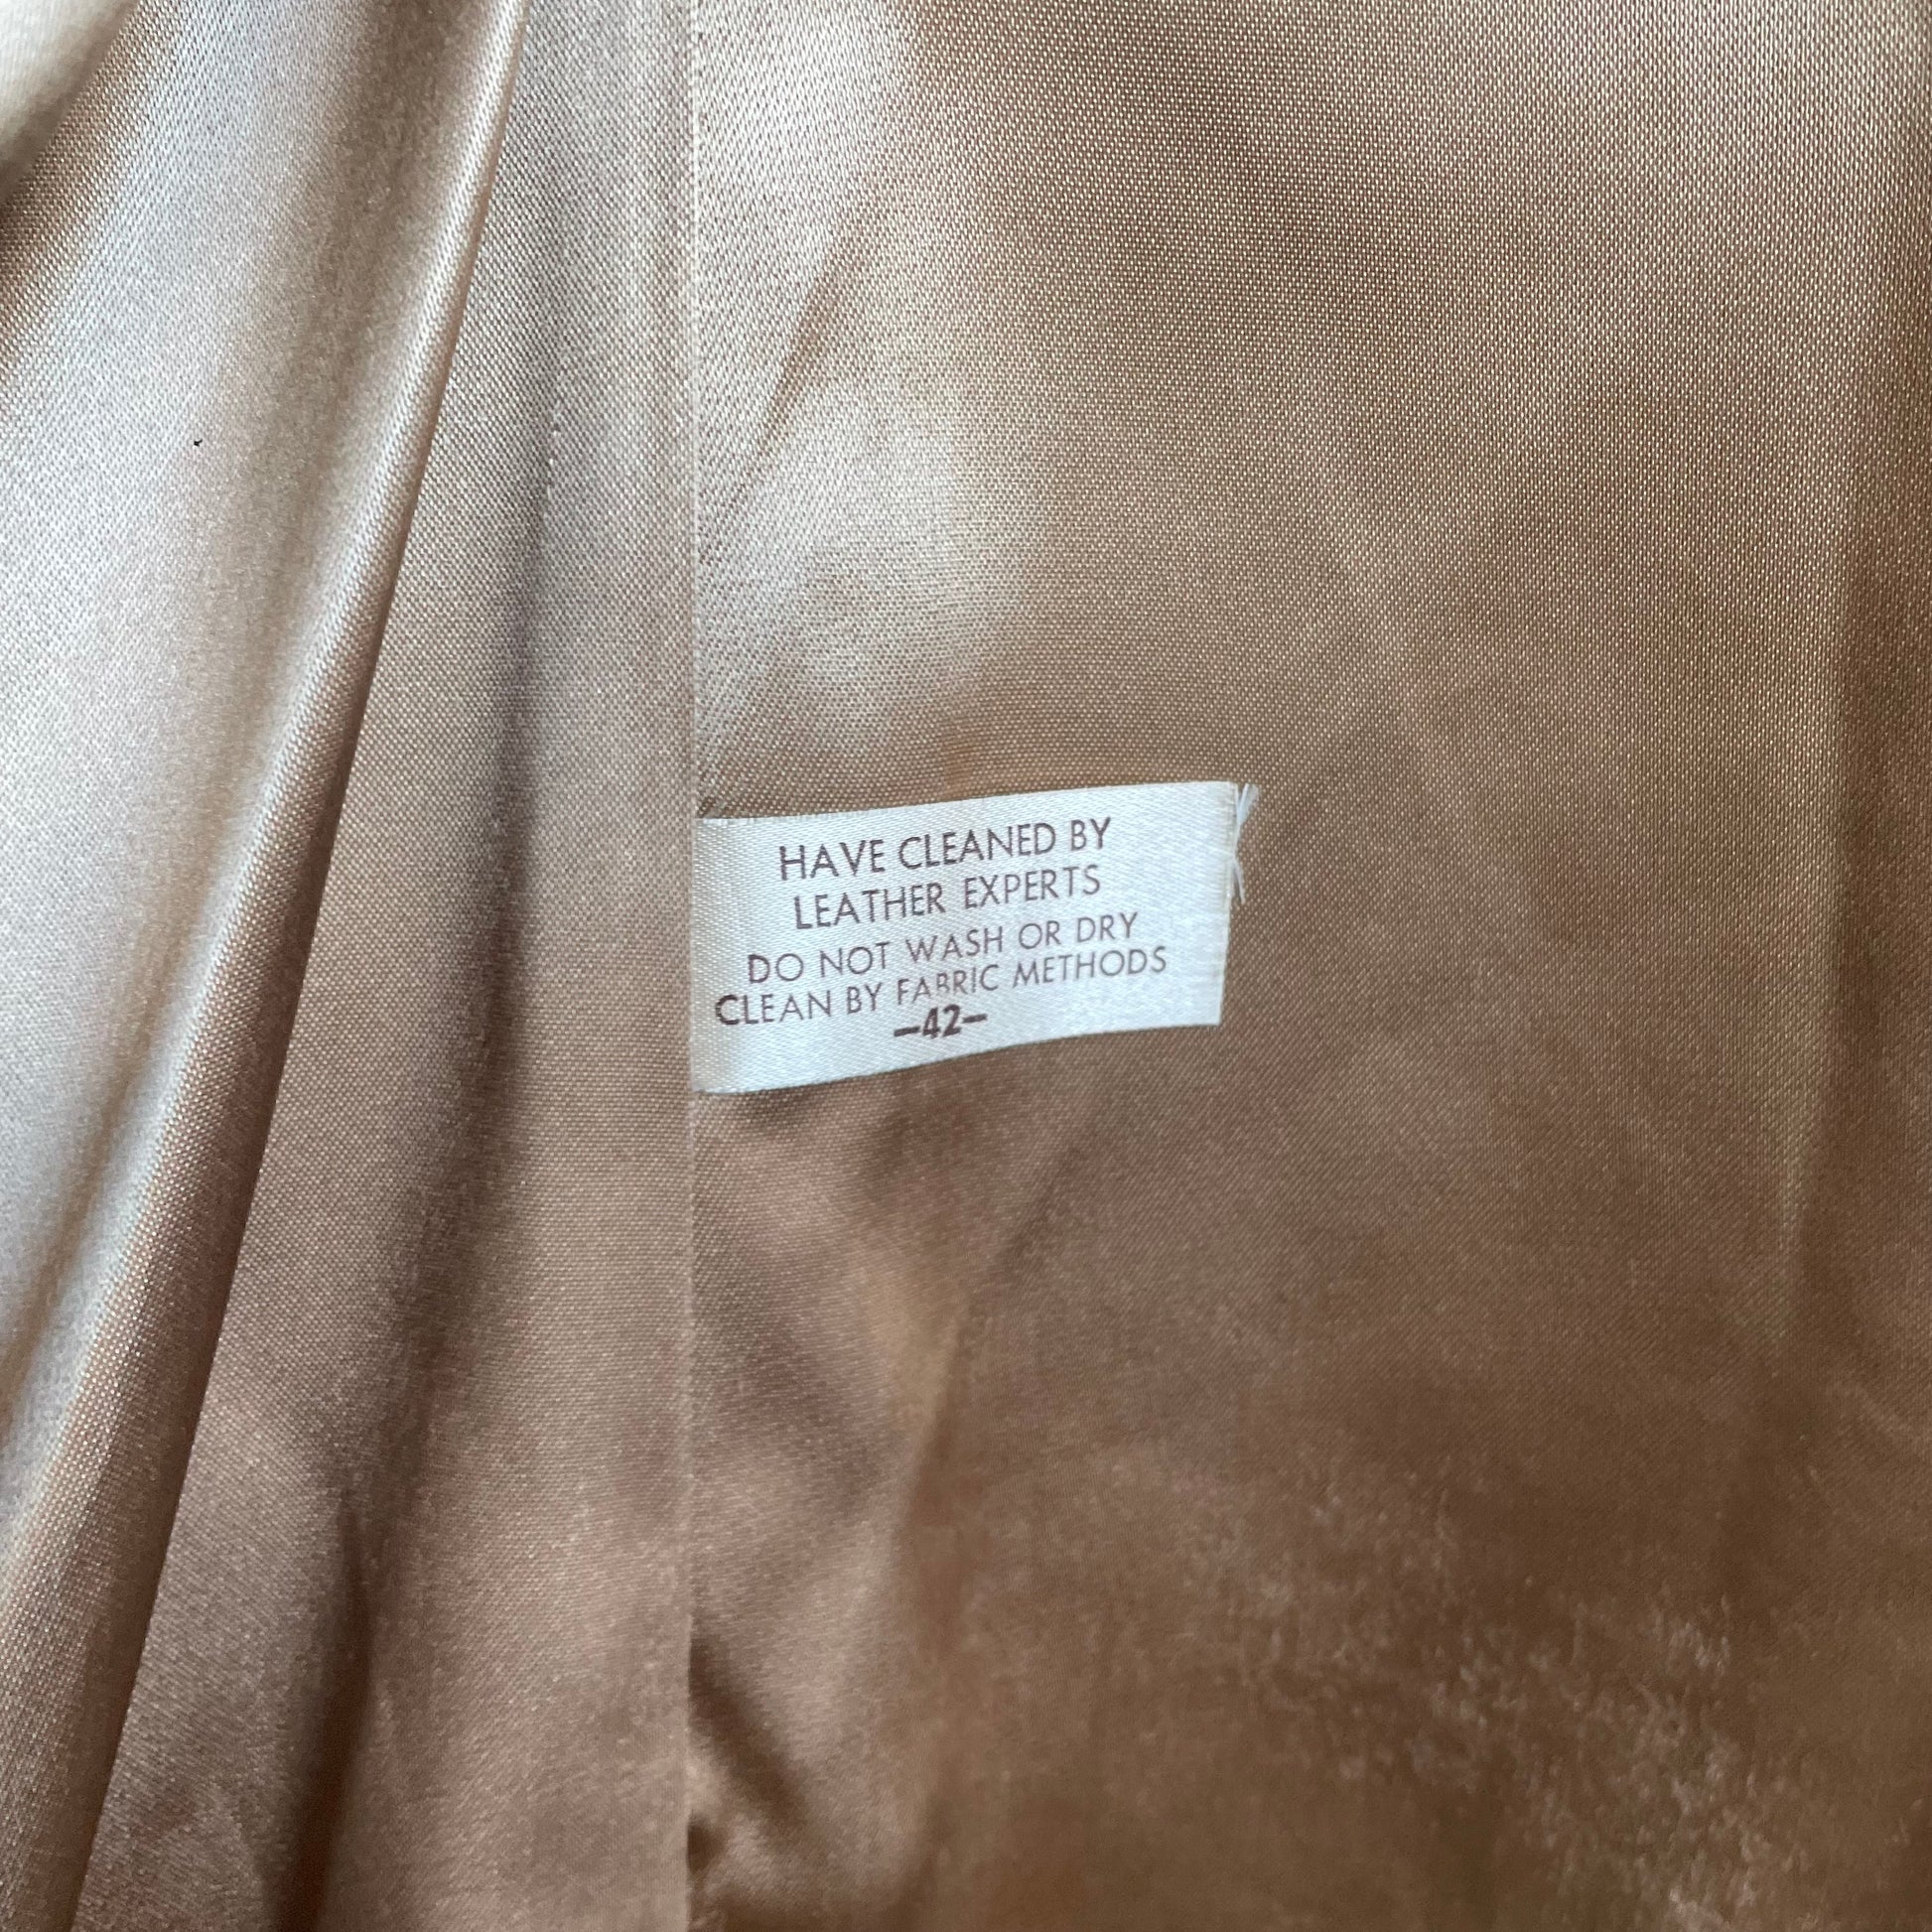 HAVE CLEANED BY
LEATHER EXPERTS
DO NOT WASH OR DRY
CLEAN BY FABRIC METHODS
—42—